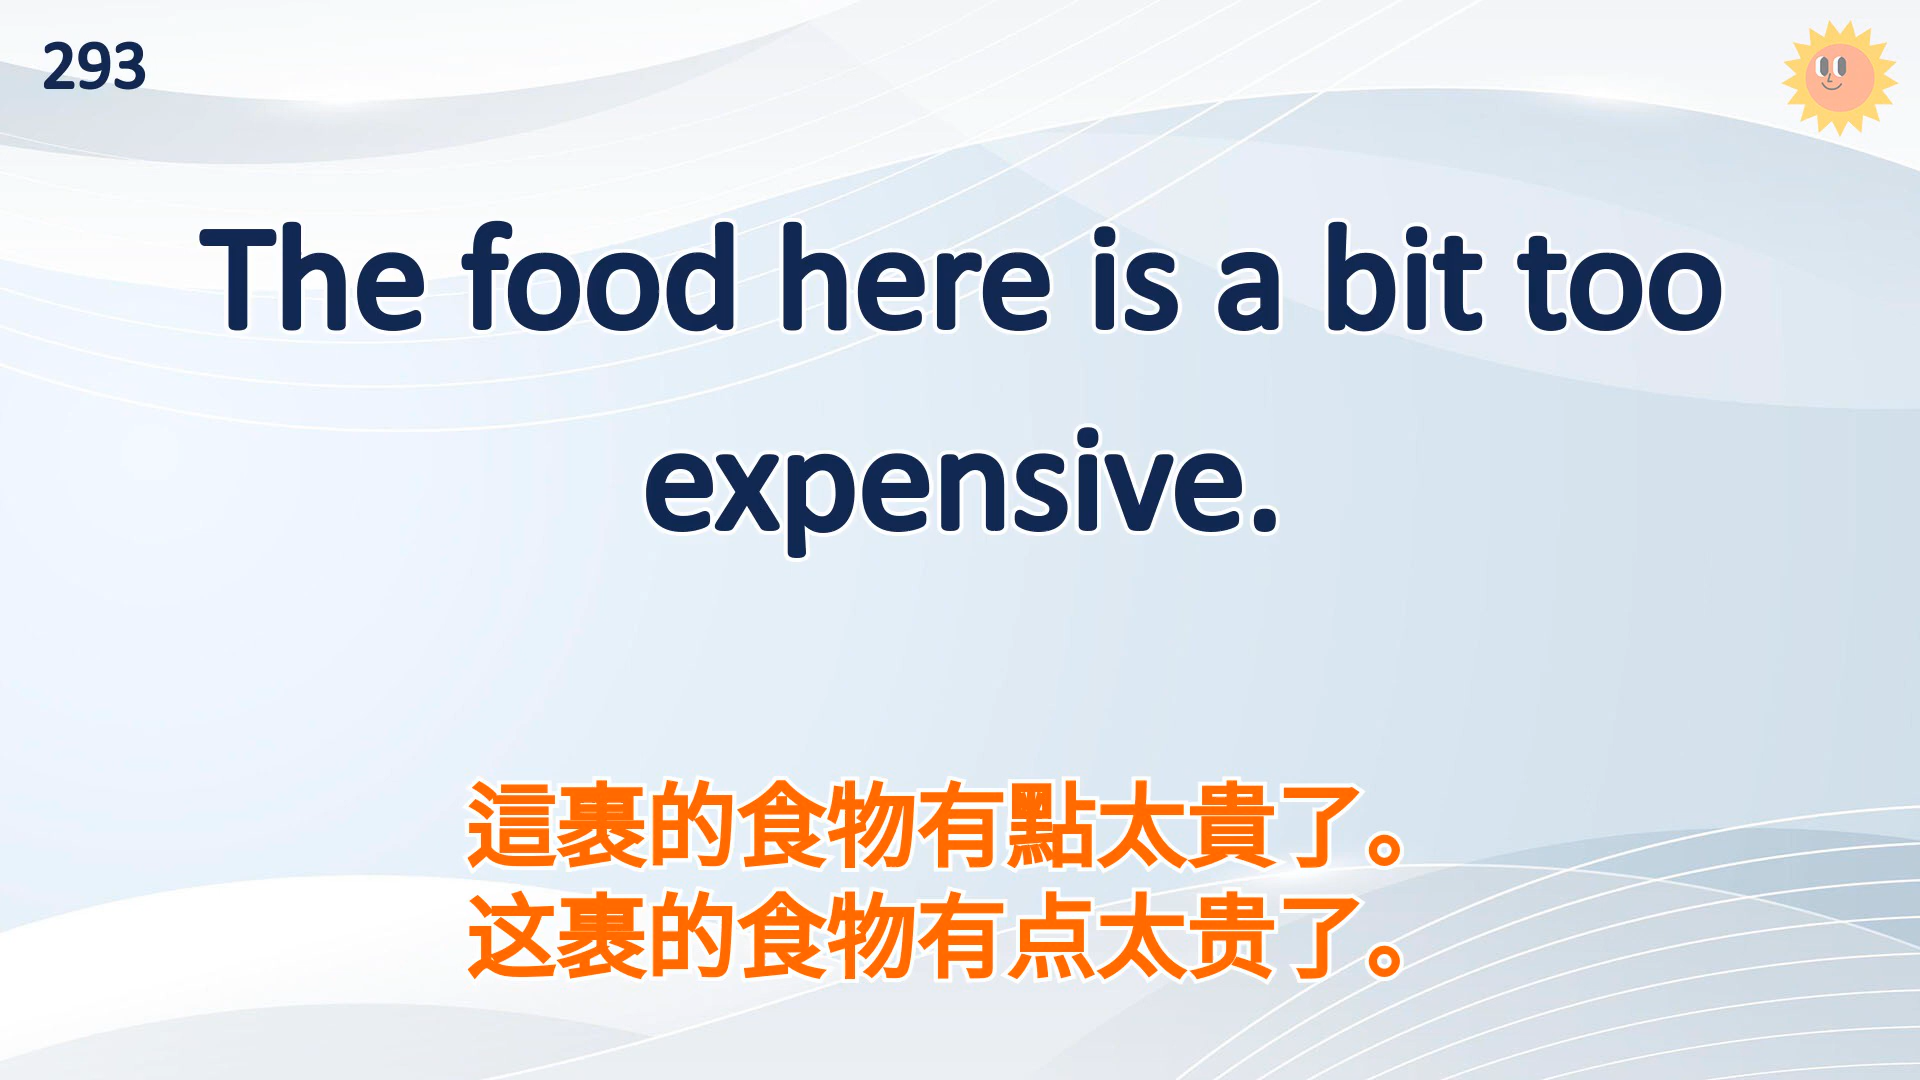 293
The food here is a bit too
expensive.
這裹的食物有點太貴了。
这裹的食物有点太贵了。